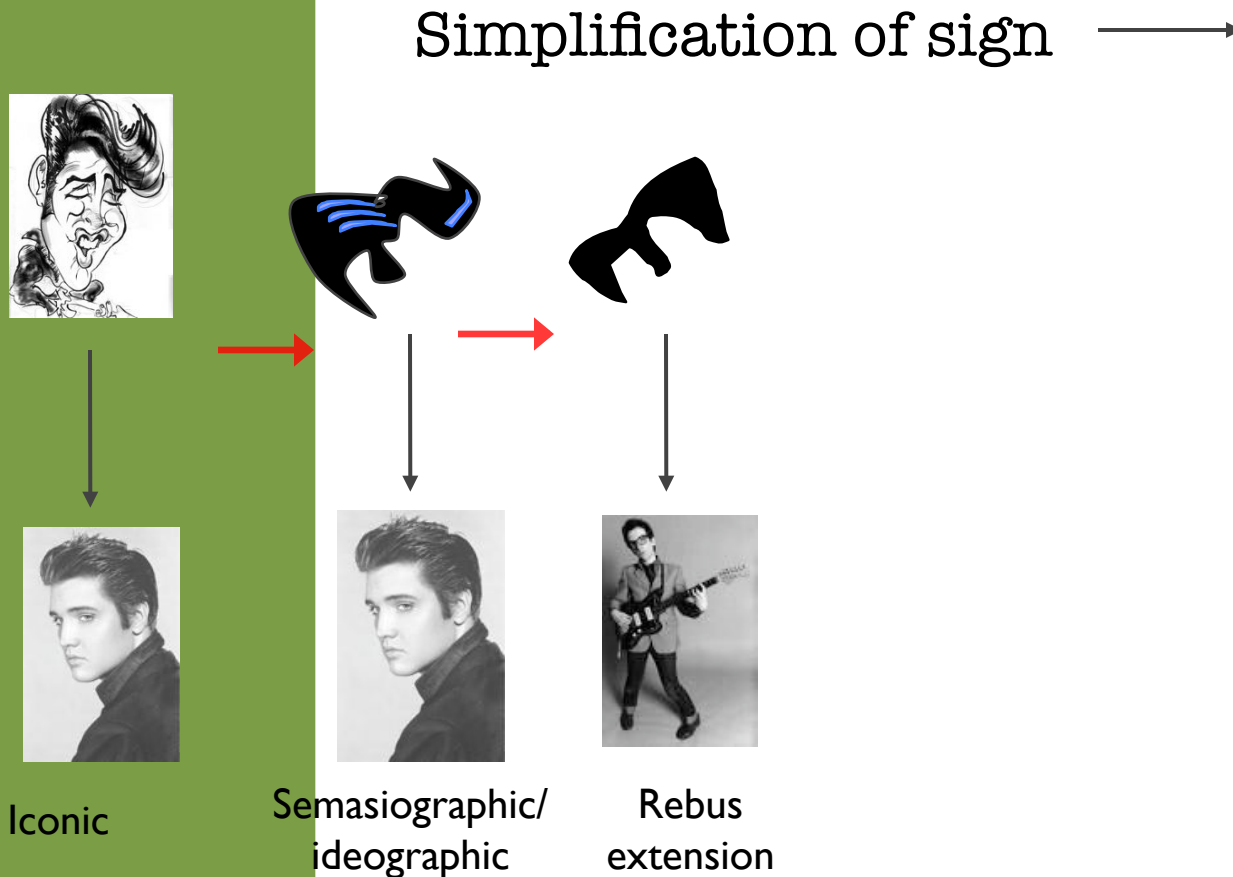 Simplification of sign
Iconic
Semasiographic/
ideographic
Rebus
extension